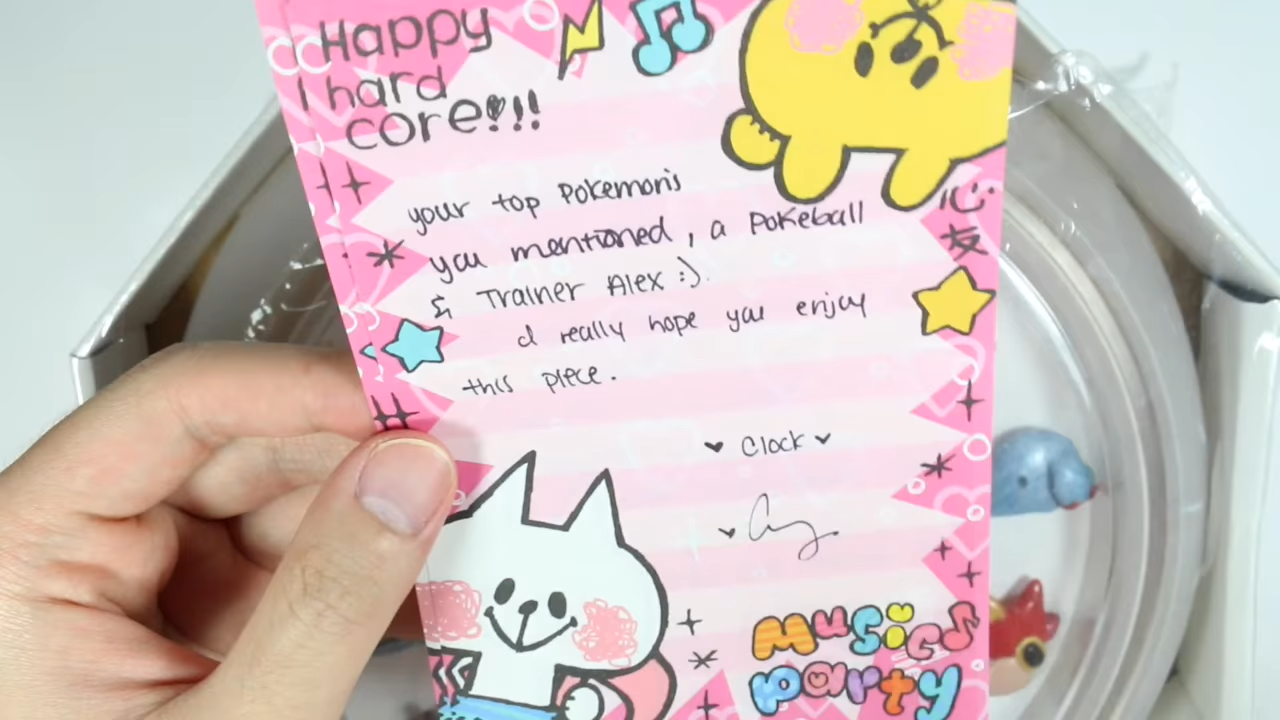 Happy
hard
core!!!
your top Pokemon's
you mentioned, a Pokeball
& Trainer Alex :).
I really hope you enjoy
this piece.
♥ Clock ♥
心
友
Musics
party